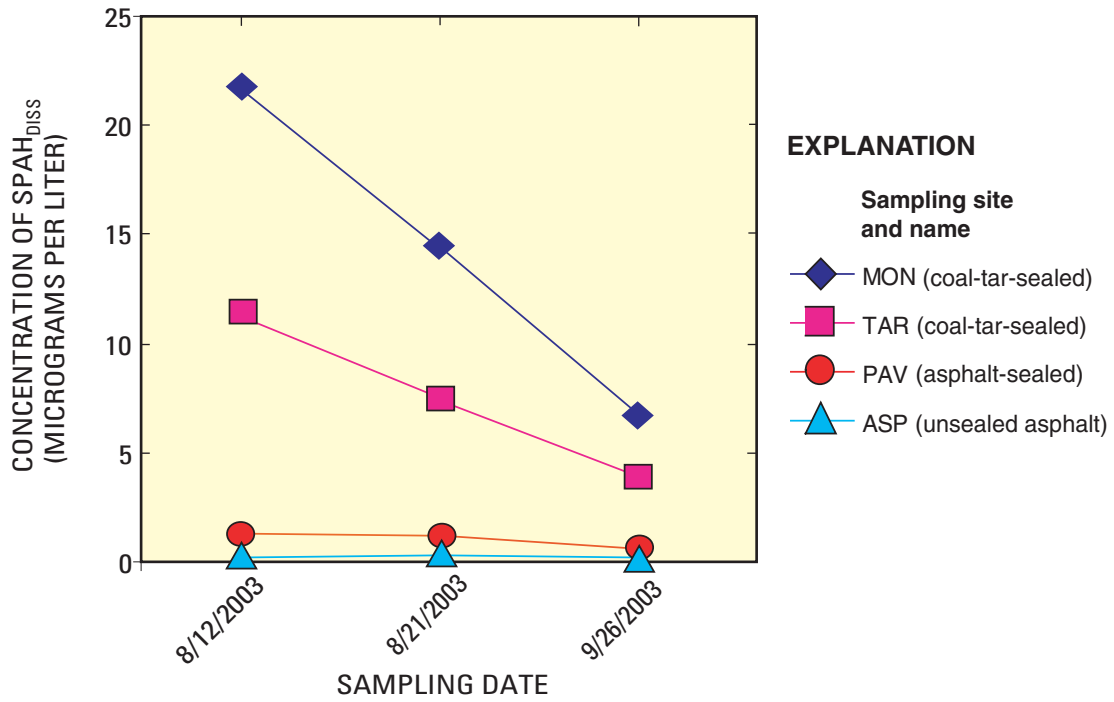 CONCENTRATION OF SPAH_DISS
(MICROGRAMS PER LITER)
25
20
15
10
5
0
8/12/2003
8/21/2003
9/26/2003
SAMPLING DATE
EXPLANATION
Sampling site
and name
MON (coal-tar-sealed)
TAR (coal-tar-sealed)
PAV (asphalt-sealed)
ASP (unsealed asphalt)